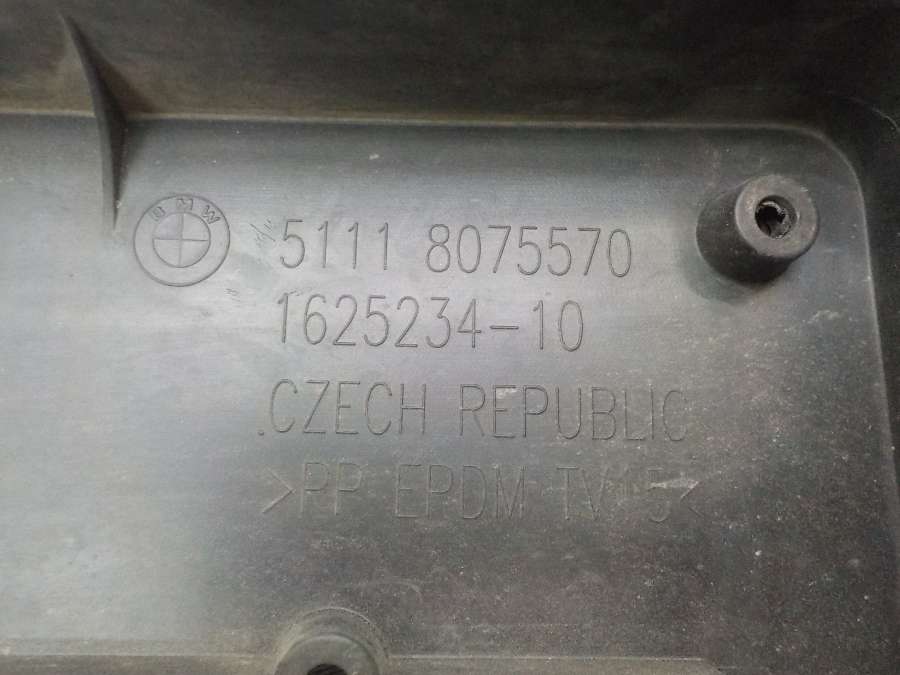 BMW
5111 8075570
1625234-10
CZECH REPUBLIC
>PP EPDM TV15<